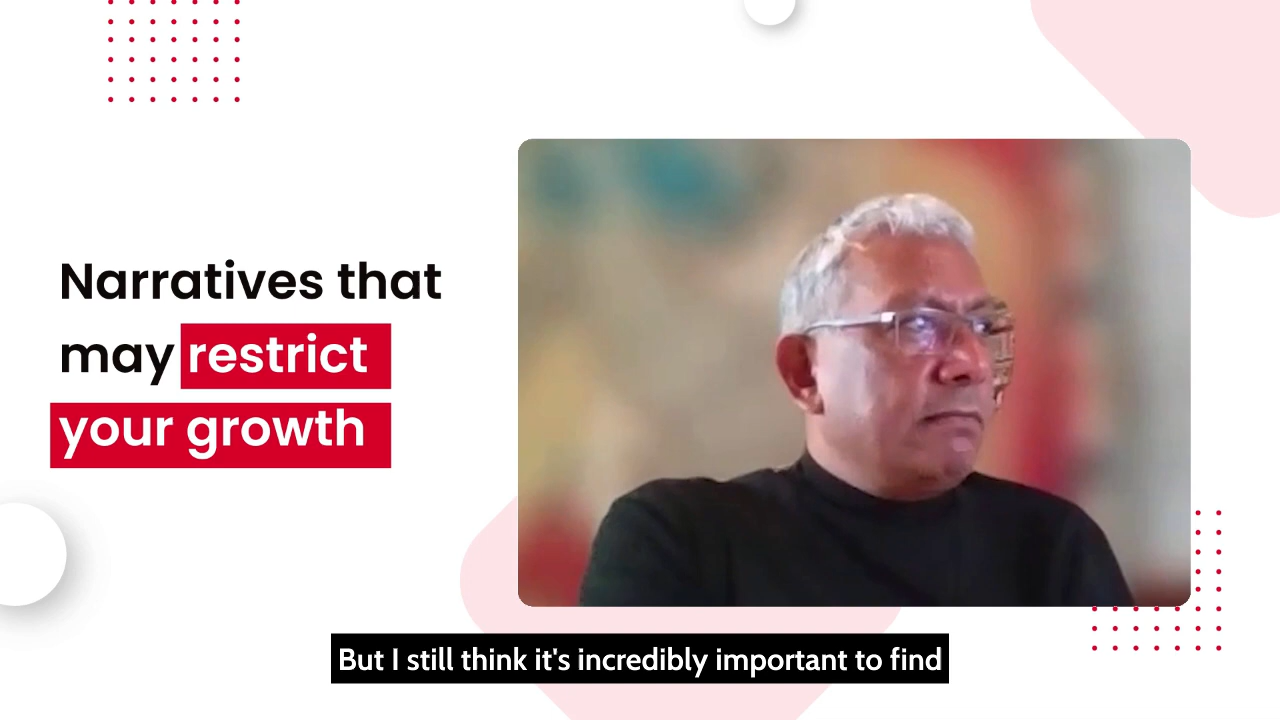 Narratives that
may restrict
your growth
But I still think it's incredibly important to find